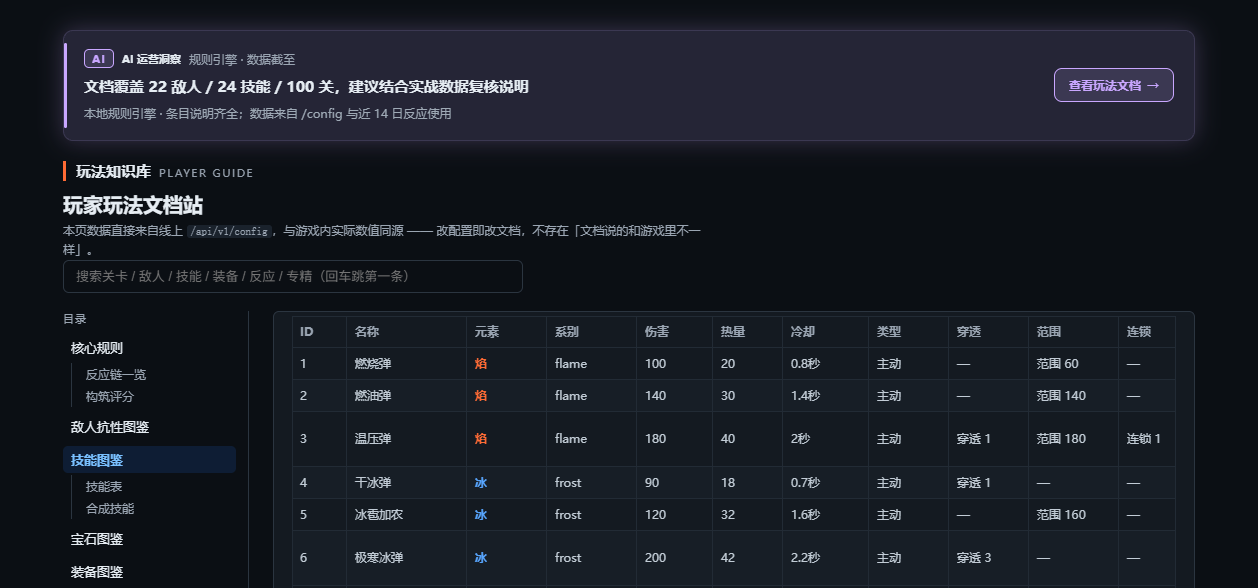 AI AI 运营洞察 规则引擎 · 数据截至
文档覆盖 22 敌人 / 24 技能 / 100 关，建议结合实战数据复核说明
本地规则引擎 · 条目说明齐全；数据来自 /config 与近 14 日反应使用
查看玩法文档 →
玩法知识库 PLAYER GUIDE
玩家玩法文档站
本页数据直接来自线上 /api/v1/config，与游戏内实际数值同源 —— 改配置即改文档，不存在「文档说的和游戏里不一
样」。
搜索关卡 / 敌人 / 技能 / 装备 / 反应 / 专精（回车跳第一条）
目录
核心规则
反应链一览
构筑评分
敌人抗性图鉴
技能图鉴
技能表
合成技能
宝石图鉴
装备图鉴
ID 名称 元素 系别 伤害 热量 冷却 类型 穿透 范围 连锁
1 燃烧弹 焰 flame 100 20 0.8秒 主动 — 范围 60 —
2 燃油弹 焰 flame 140 30 1.4秒 主动 — 范围 140 —
3 温压弹 焰 flame 180 40 2秒 主动 穿透 1 范围 180 连锁 1
4 干冰弹 冰 frost 90 18 0.7秒 主动 穿透 1 — —
5 冰雹加农 冰 frost 120 32 1.6秒 主动 — 范围 160 —
6 极寒冰弹 冰 frost 200 42 2.2秒 主动 穿透 3 — —